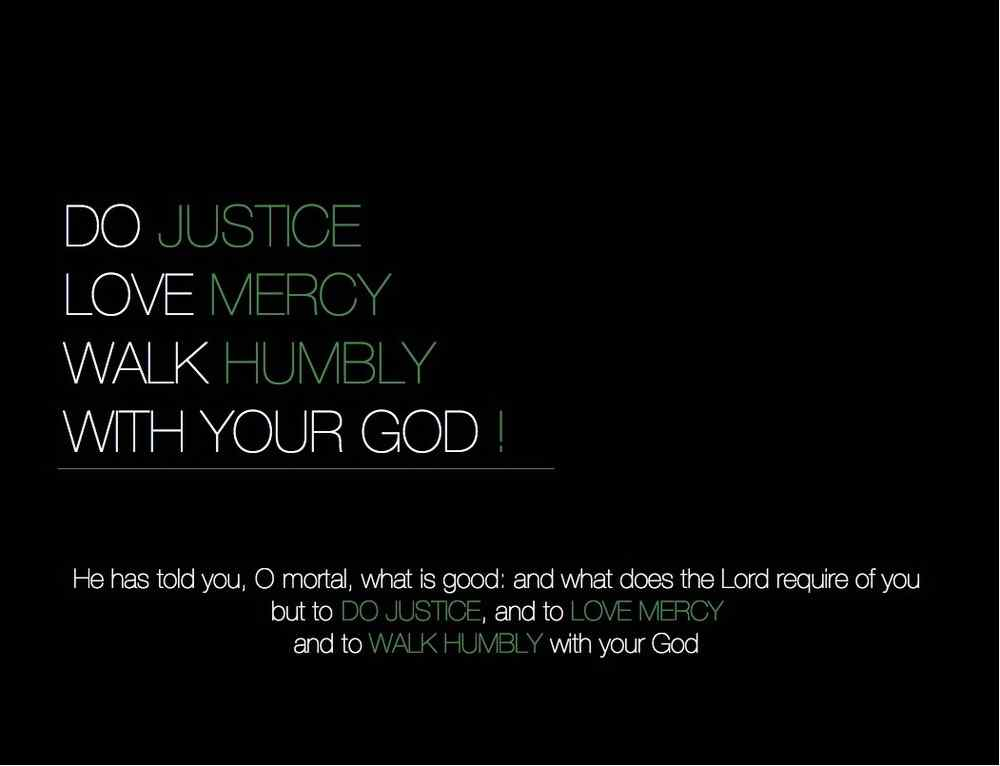 DO JUSTICE
LOVE MERCY
WALK HUMBLY
WITH YOUR GOD !
He has told you, O mortal, what is good: and what does the Lord require of you
but to DO JUSTICE, and to LOVE MERCY
and to WALK HUMBLY with your God